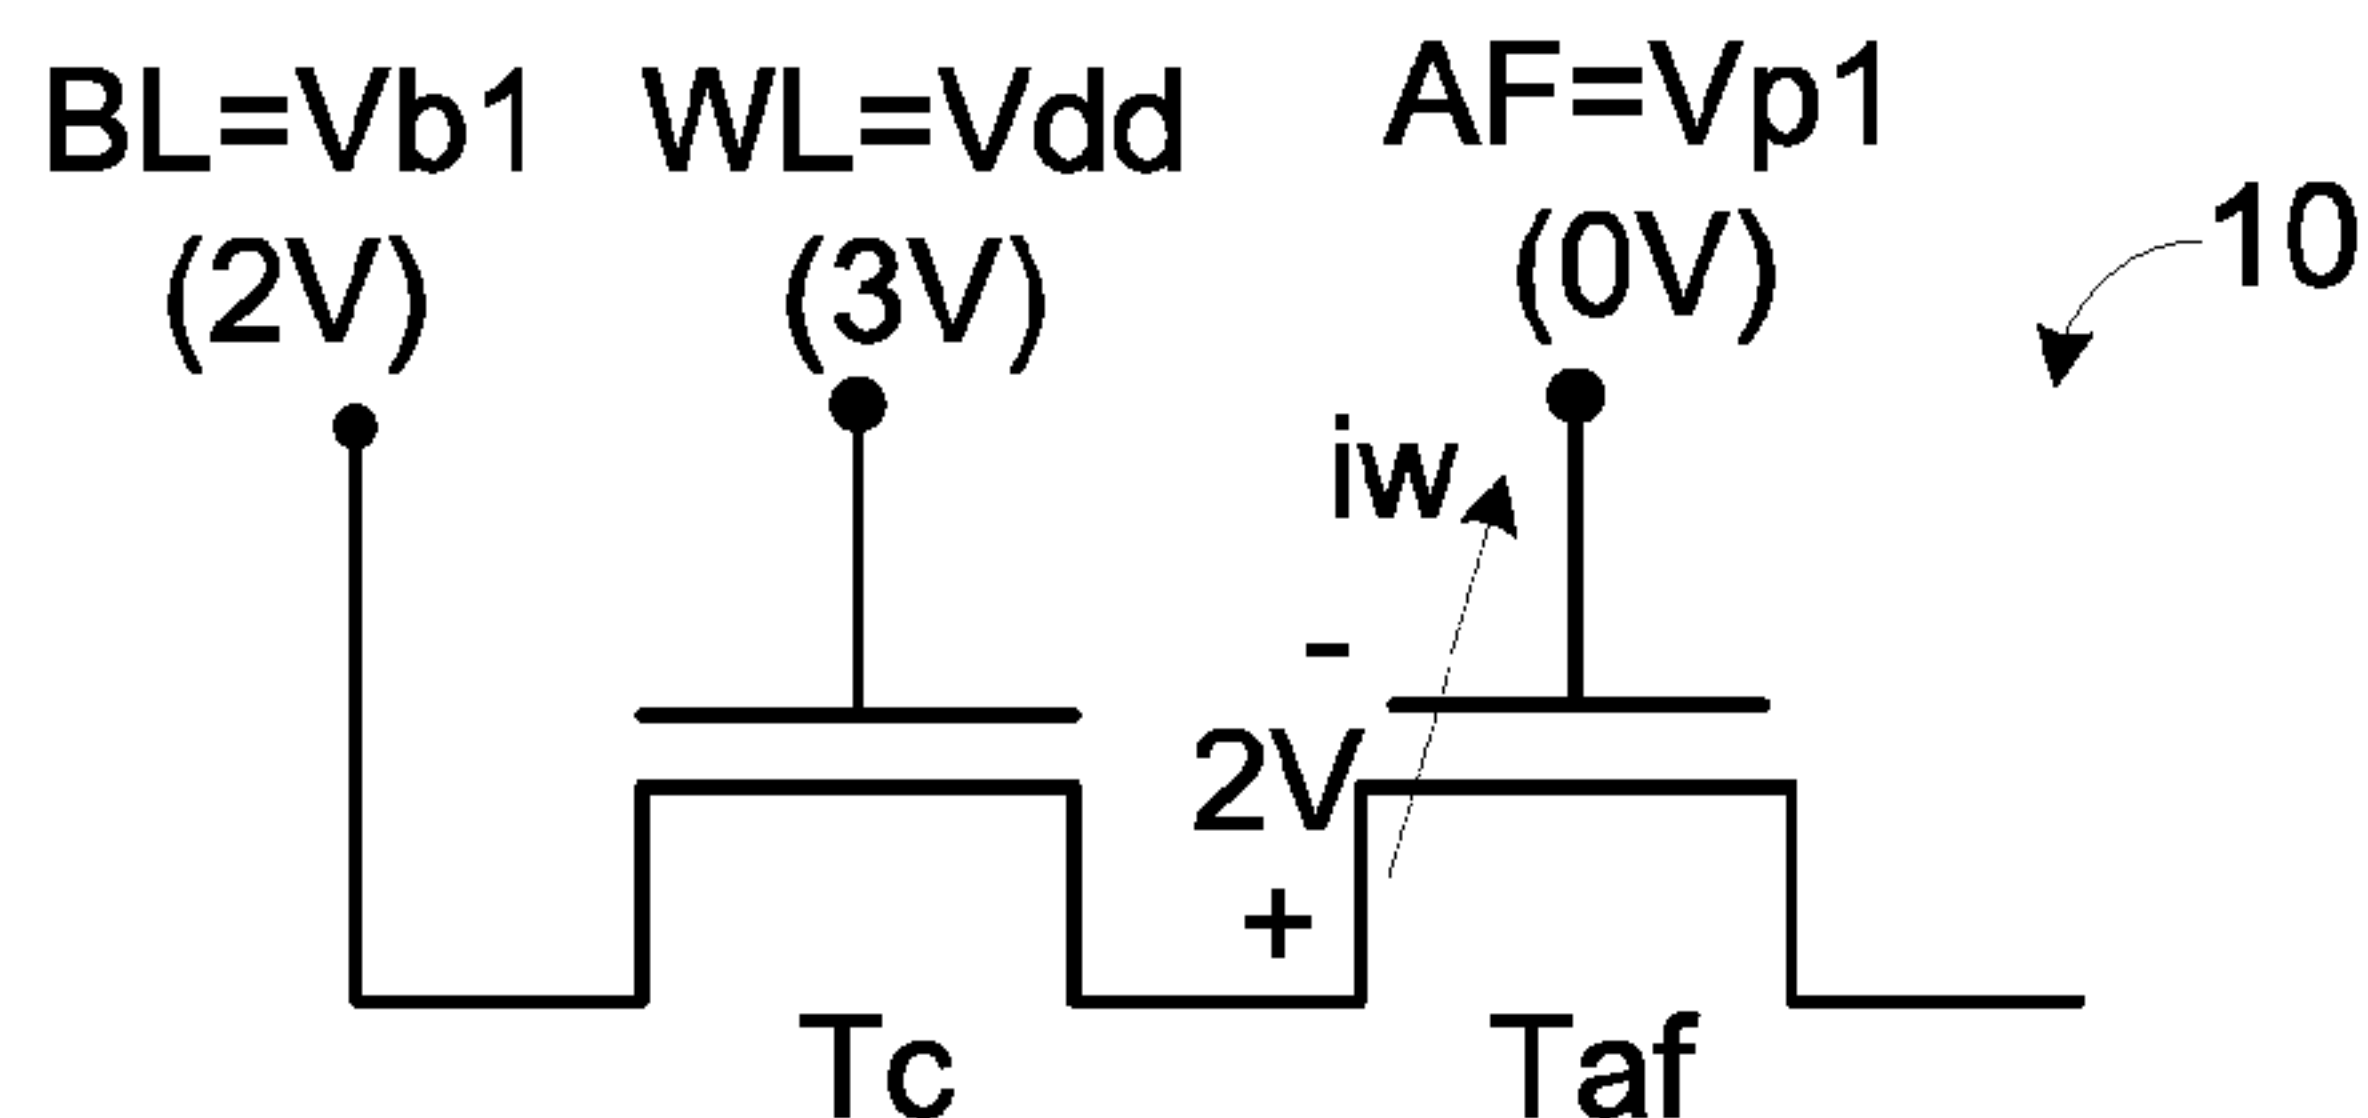 BL=Vb1 WL=Vdd AF=Vp1
(2V) (3V) (0V) 10
iw
-
2V
+
Tc Taf